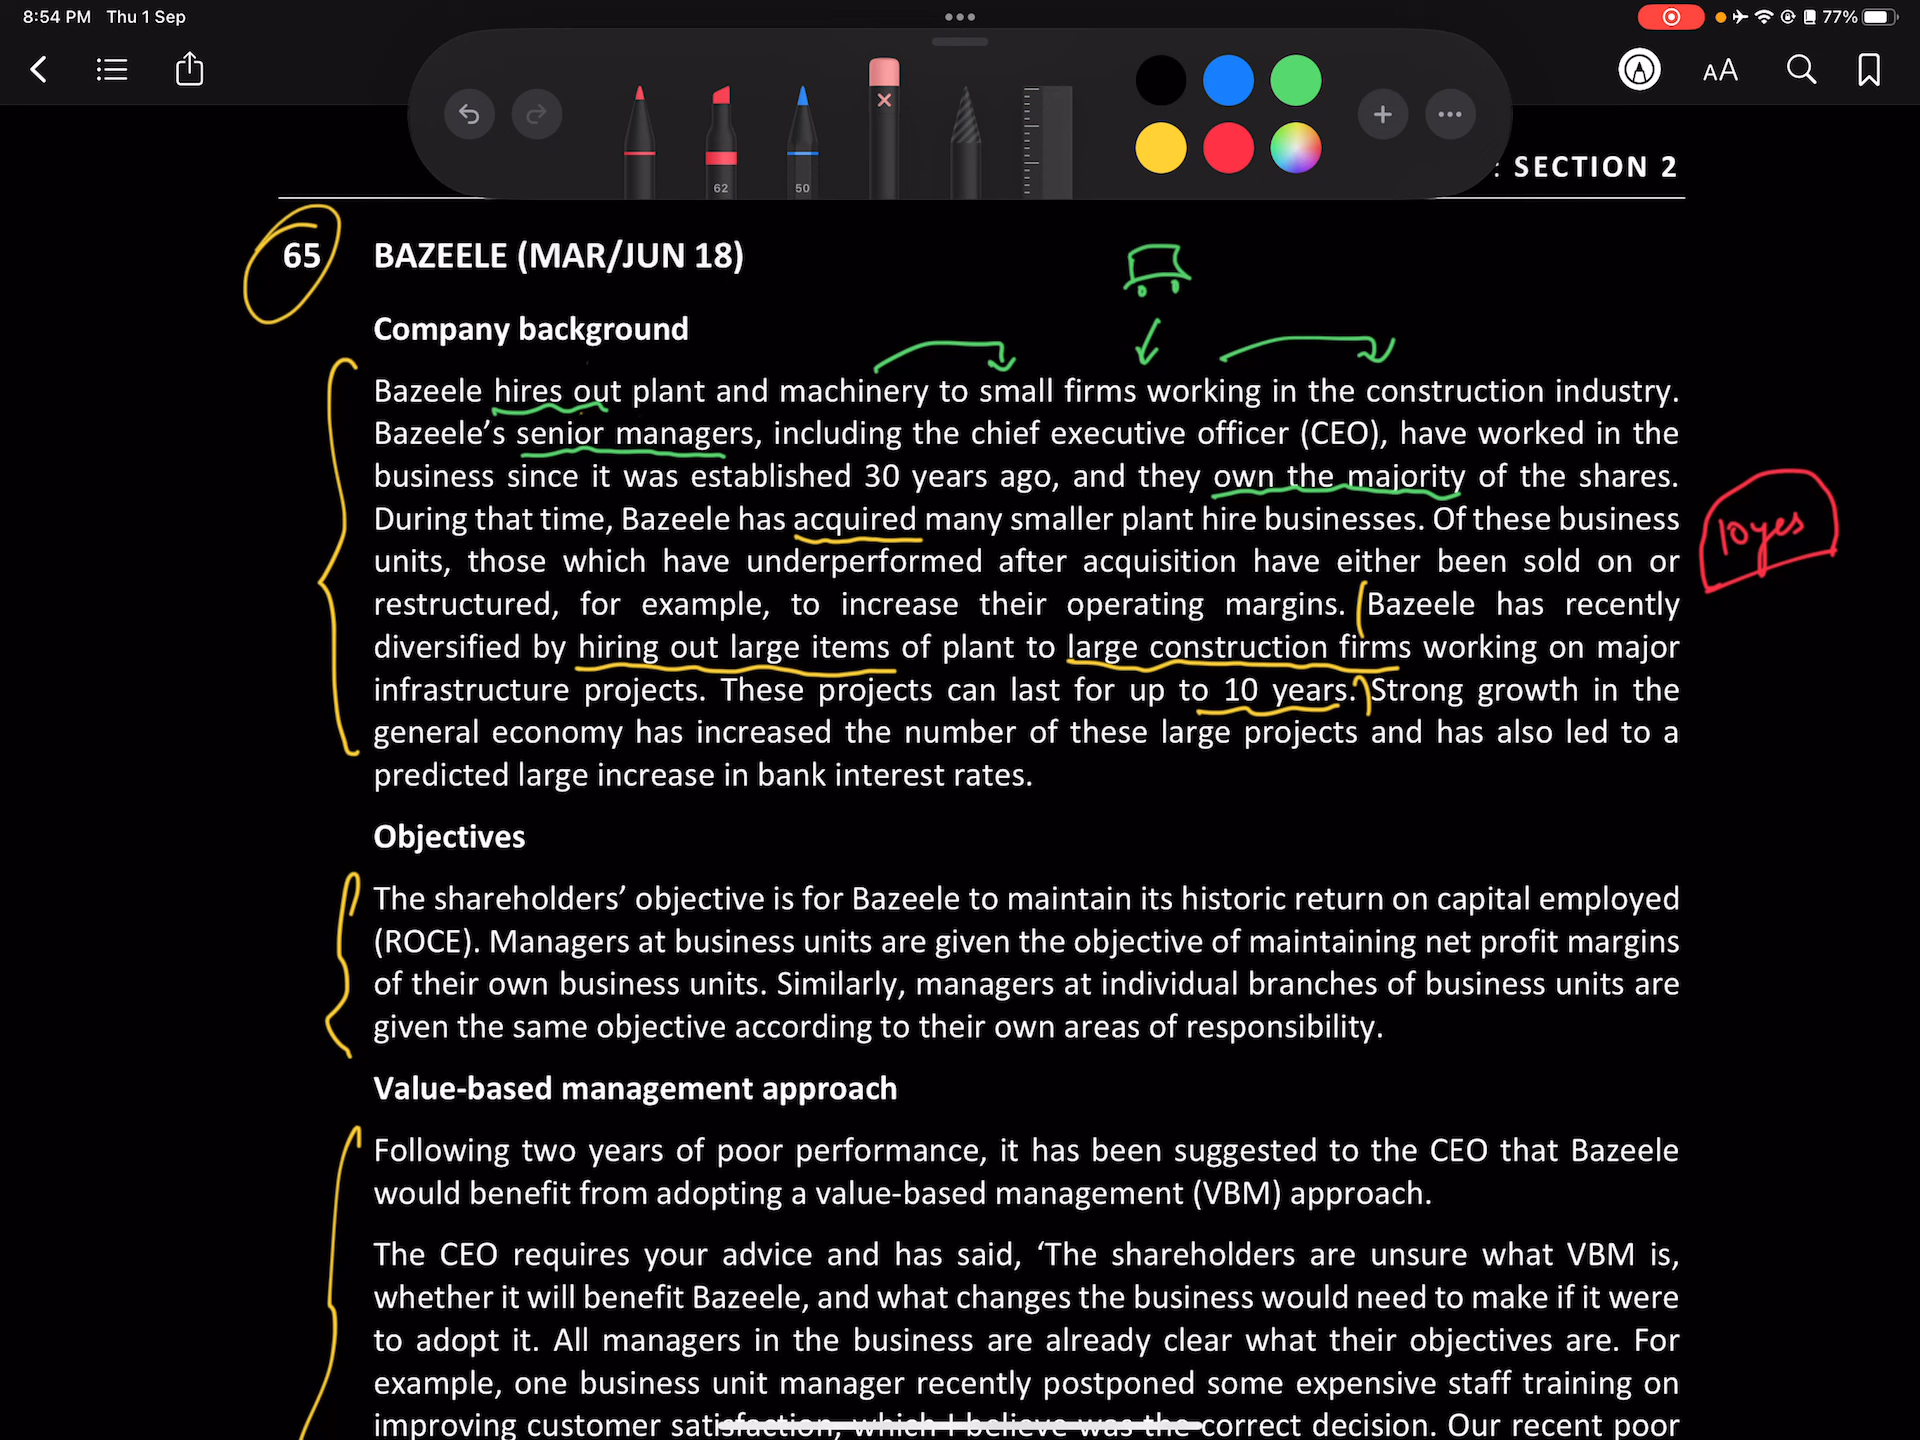 8:54 PM Thu 1 Sep
77%
AA
62
50
: SECTION 2
65 BAZEELE (MAR/JUN 18)
Company background
Bazeele hires out plant and machinery to small firms working in the construction industry.
Bazeele’s senior managers, including the chief executive officer (CEO), have worked in the
business since it was established 30 years ago, and they own the majority of the shares.
During that time, Bazeele has acquired many smaller plant hire businesses. Of these business
units, those which have underperformed after acquisition have either been sold on or
restructured, for example, to increase their operating margins. Bazeele has recently
diversified by hiring out large items of plant to large construction firms working on major
infrastructure projects. These projects can last for up to 10 years. Strong growth in the
general economy has increased the number of these large projects and has also led to a
predicted large increase in bank interest rates.
10yes
Objectives
The shareholders’ objective is for Bazeele to maintain its historic return on capital employed
(ROCE). Managers at business units are given the objective of maintaining net profit margins
of their own business units. Similarly, managers at individual branches of business units are
given the same objective according to their own areas of responsibility.
Value-based management approach
Following two years of poor performance, it has been suggested to the CEO that Bazeele
would benefit from adopting a value-based management (VBM) approach.
The CEO requires your advice and has said, ‘The shareholders are unsure what VBM is,
whether it will benefit Bazeele, and what changes the business would need to make if it were
to adopt it. All managers in the business are already clear what their objectives are. For
example, one business unit manager recently postponed some expensive staff training on
improving customer satisfaction, which I believe was the correct decision. Our recent poor